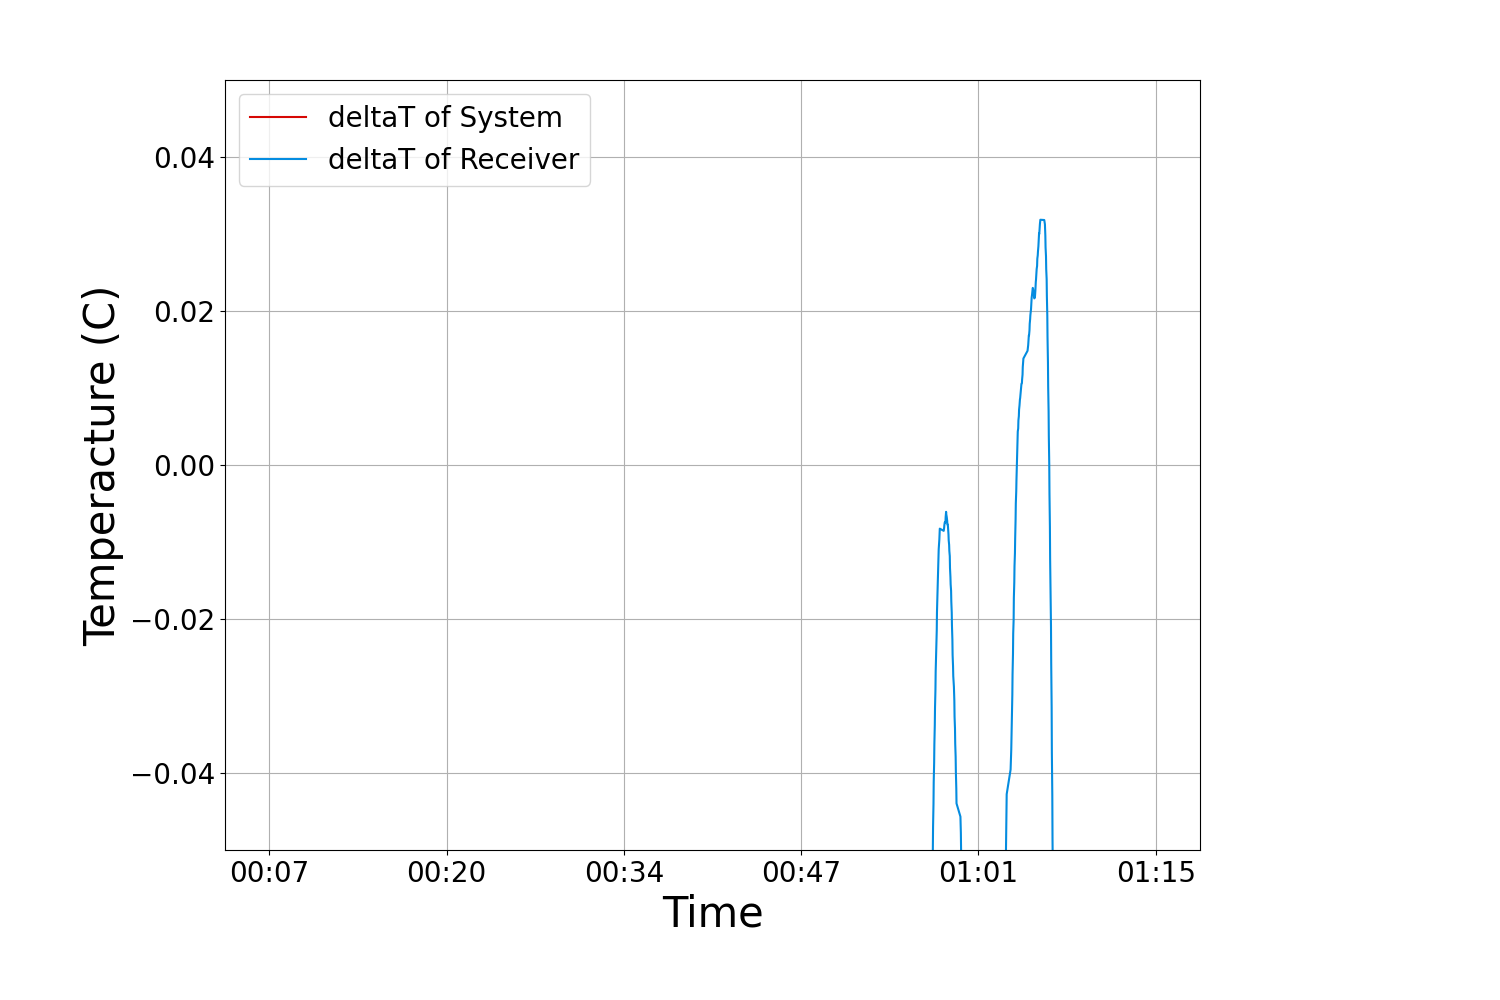 deltaT of System
deltaT of Receiver
0.04
0.02
0.00
−0.02
−0.04
Temperacture (C)
00:07 00:20 00:34 00:47 01:01 01:15
Time